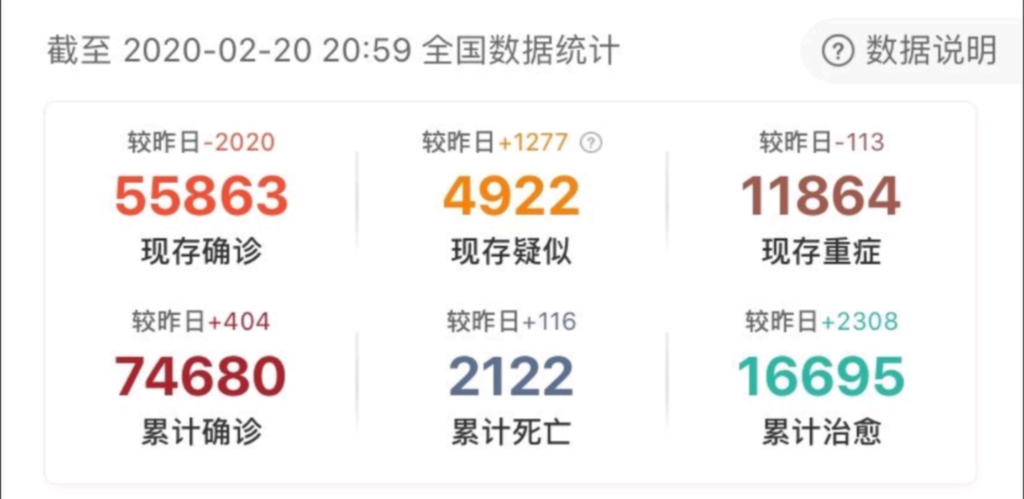 截至 2020-02-20 20:59 全国数据统计
? 数据说明
较昨日-2020
55863
现存确诊
较昨日+1277 ?
4922
现存疑似
较昨日-113
11864
现存重症
较昨日+404
74680
累计确诊
较昨日+116
2122
累计死亡
较昨日+2308
16695
累计治愈